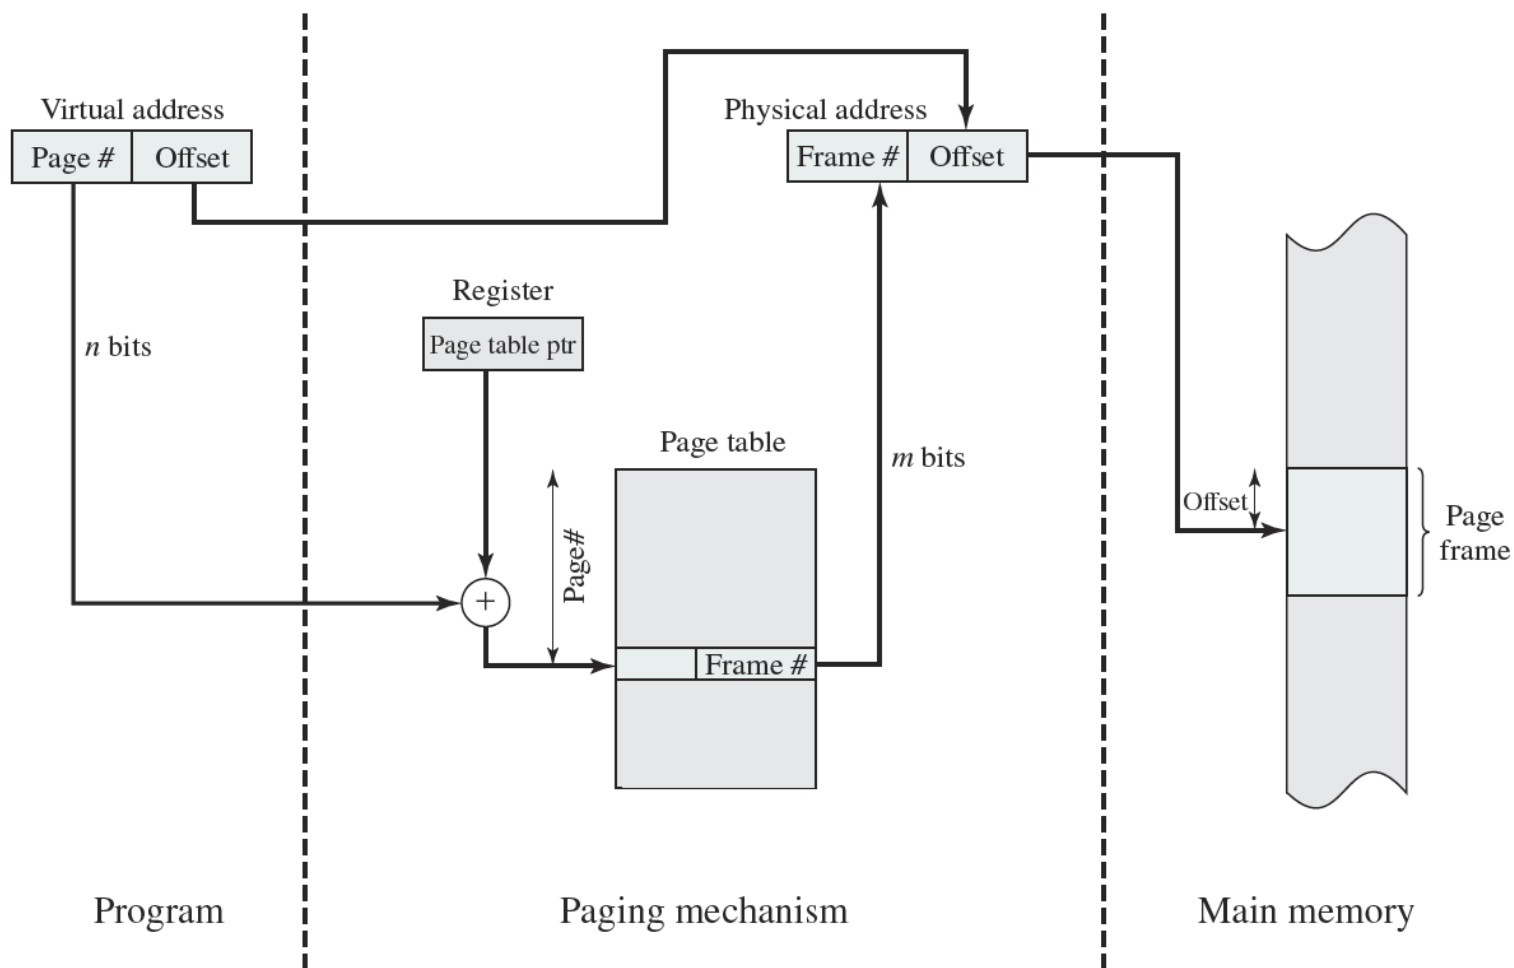 Virtual address
Page # Offset
Physical address
Frame # Offset
n bits
Register
Page table ptr
Page table
Page#
+
Frame #
m bits
Offset
Page
frame
Program
Paging mechanism
Main memory